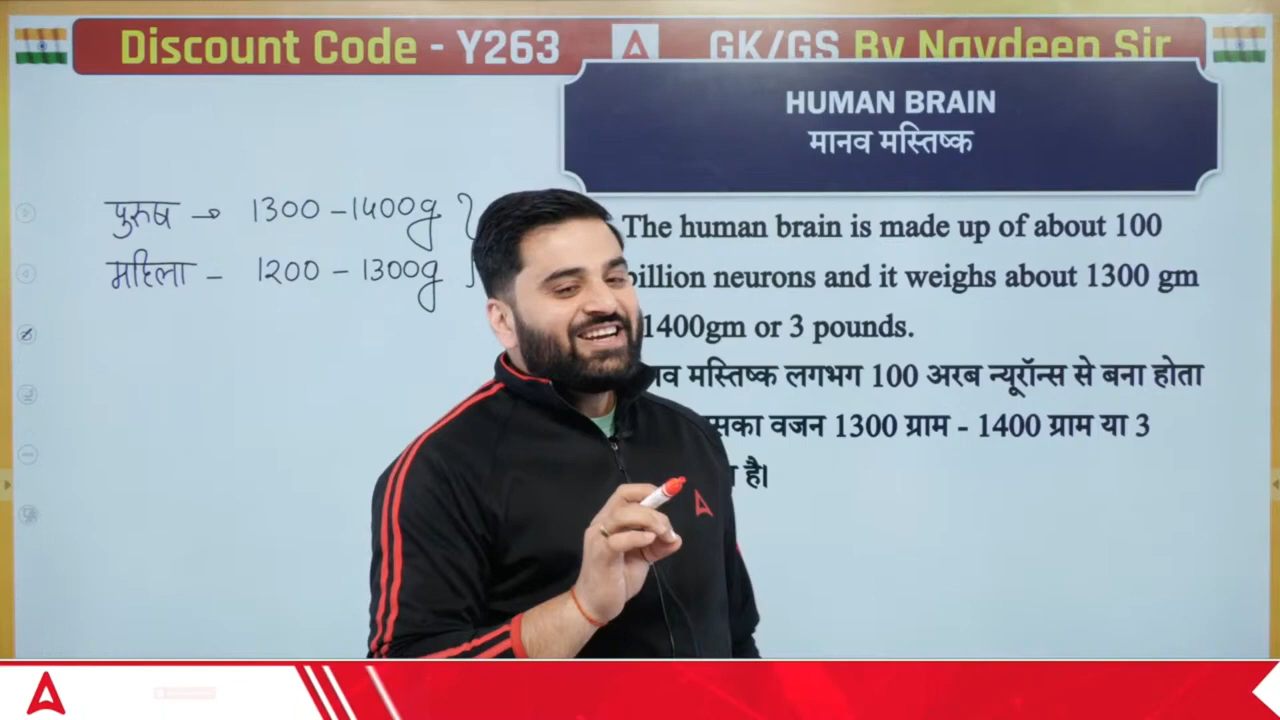 Discount Code - Y263 GK/GS By Navdeep Sir
HUMAN BRAIN
मानव मस्तिष्क
पुरुष → 1300 - 1400g
महिला - 1200 - 1300g
The human brain is made up of about 100
billion neurons and it weighs about 1300 gm
1400gm or 3 pounds.
मस्तिष्क लगभग 100 अरब न्यूरॉन्स से बना होता
वजन 1300 ग्राम - 1400 ग्राम या 3
है।